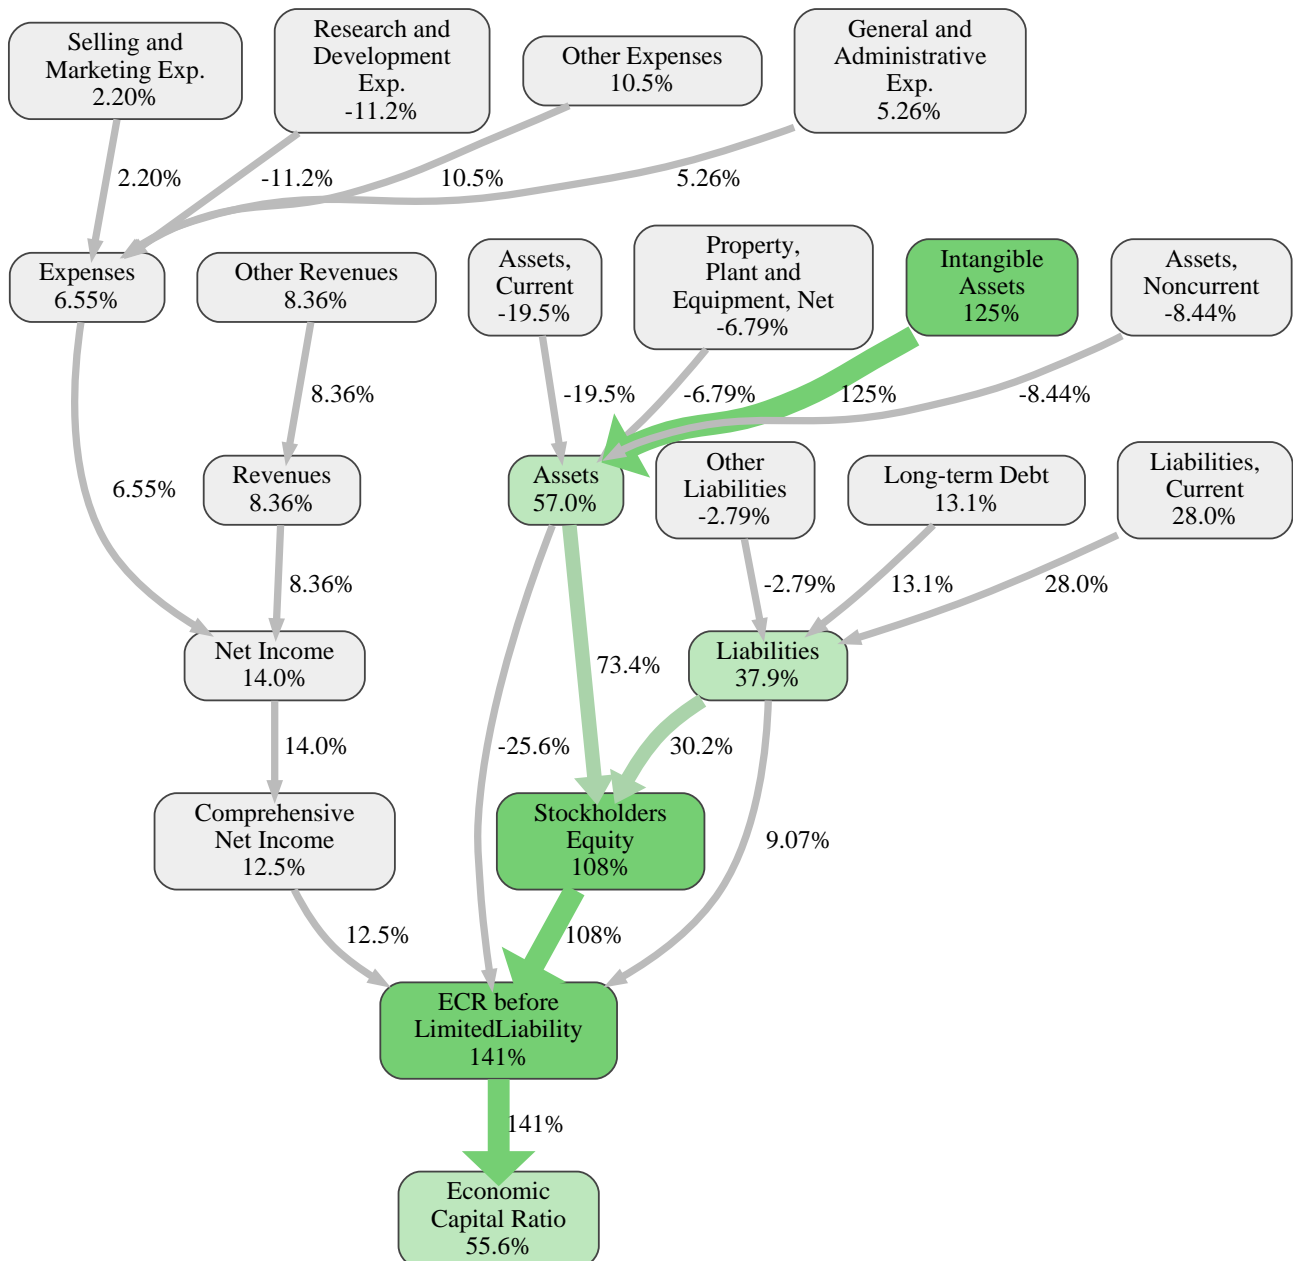 Selling and
Marketing Exp.
2.20%
Research and
Development
Exp.
-11.2%
Other Expenses
10.5%
General and
Administrative
Exp.
5.26%
2.20%
-11.2%
10.5%
5.26%
Expenses
6.55%
Other Revenues
8.36%
Assets,
Current
-19.5%
Property,
Plant and
Equipment, Net
-6.79%
Intangible
Assets
125%
Assets,
Noncurrent
-8.44%
8.36%
-19.5%
-6.79%
125%
-8.44%
6.55%
Revenues
8.36%
Assets
57.0%
Other
Liabilities
-2.79%
Long-term Debt
13.1%
Liabilities,
Current
28.0%
8.36%
-2.79%
13.1%
28.0%
Net Income
14.0%
73.4%
Liabilities
37.9%
14.0%
-25.6%
30.2%
Comprehensive
Net Income
12.5%
Stockholders
Equity
108%
9.07%
12.5%
108%
ECR before
LimitedLiability
141%
141%
Economic
Capital Ratio
55.6%